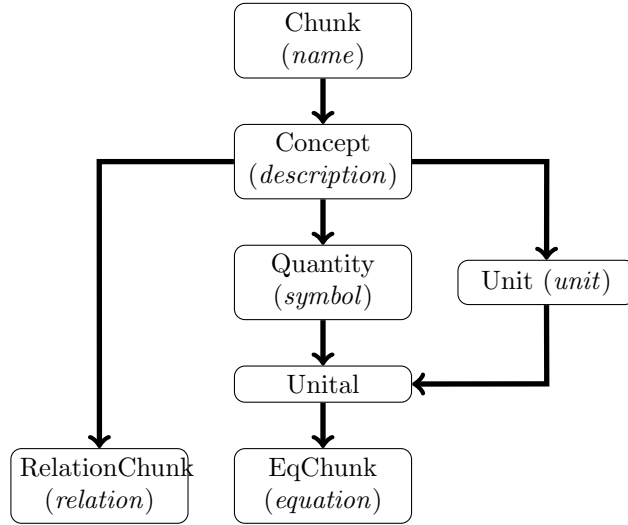 Chunk
(name)
Concept
(description)
Quantity
(symbol)
Unit (unit)
Unital
RelationChunk
(relation)
EqChunk
(equation)